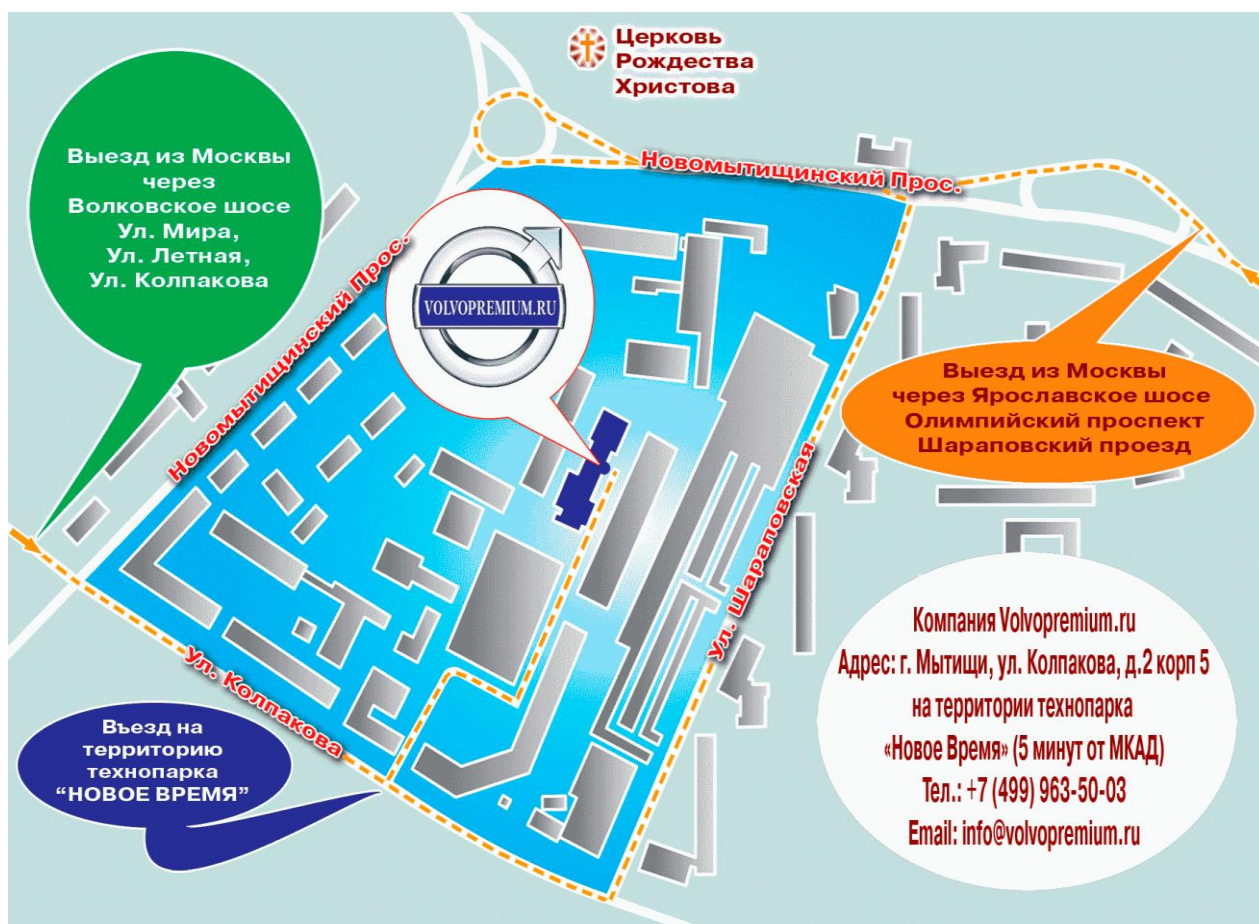 Церковь
Рождества
Христова
Выезд из Москвы
через
Волковское шосе
Ул. Мира,
Ул. Летная,
Ул. Колпакова
Новомытищинский Прос.
Новомытищинский Прос.
VOLVOPREMIUM.RU
Выезд из Москвы
через Ярославское шосе
Олимпийский проспект
Шараповский проезд
Ул. Шараповская
Ул. Колпакова
Въезд на
территорию
технопарка
“НОВОЕ ВРЕМЯ”
Компания Volvopremium.ru
Адрес: г. Мытищи, ул. Колпакова, д.2 корп 5
на территории технопарка
«Новое Время» (5 минут от МКАД)
Тел.: +7 (499) 963-50-03
Email: info@volvopremium.ru